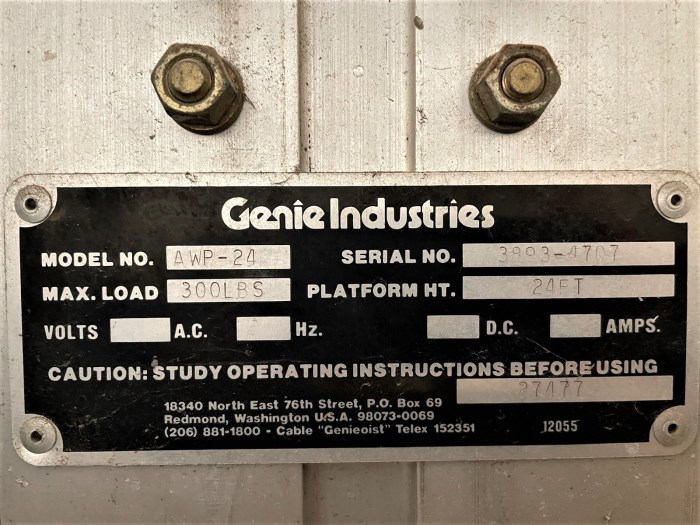 Genie Industries
MODEL NO. AWP-24 SERIAL NO. 3993-4707
MAX. LOAD 300LBS PLATFORM HT. 24FT
VOLTS A.C. Hz. D.C. AMPS.
CAUTION: STUDY OPERATING INSTRUCTIONS BEFORE USING
27477
18340 North East 76th Street, P.O. Box 69
Redmond, Washington U.S.A. 98073-0069
(206) 881-1800 - Cable "Genieoist" Telex 152351 J2055